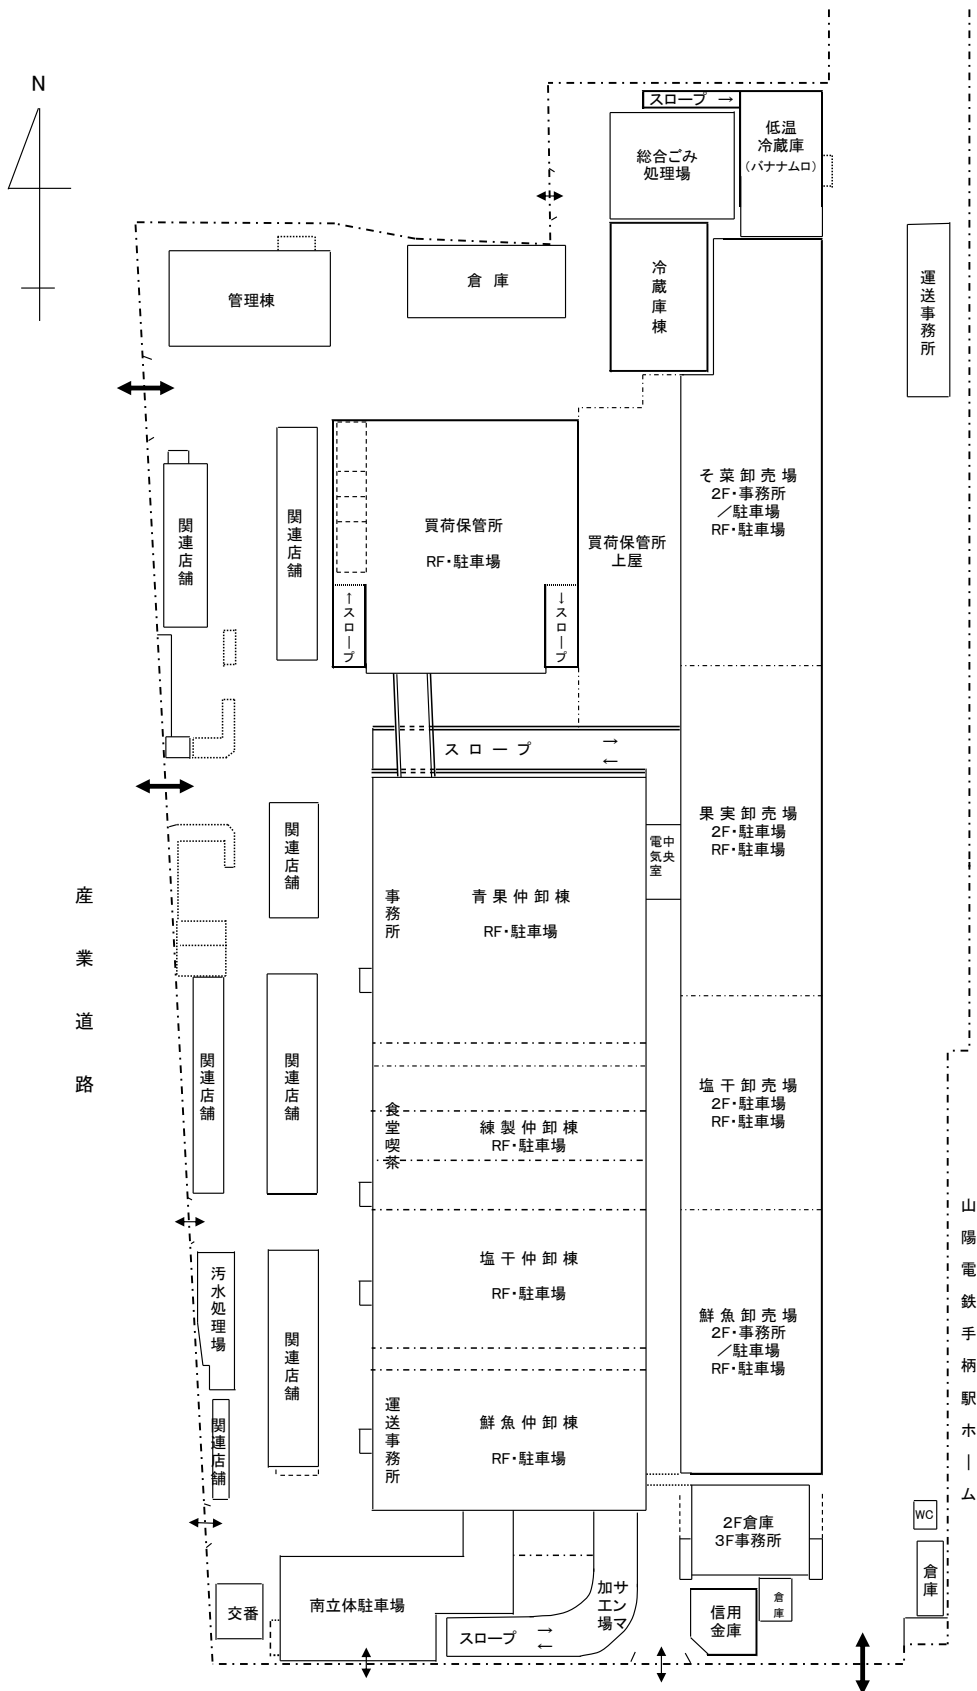 N
スロープ →
低温
冷蔵庫
(バナナムロ)
総合ごみ
処理場
冷蔵庫棟
倉 庫
管理棟
運送事務所
そ 菜 卸 売 場
2F・事務所
／駐車場
RF・駐車場
関連店舗
関連店舗
買荷保管所
RF・駐車場
買荷保管所
上屋
↑スロープ
↓スロープ
ス ロ ー プ
→
←
果 実 卸 売 場
2F・駐車場
RF・駐車場
中央
電気室
関連店舗
事務所
青 果 仲 卸 棟
RF・駐車場
産業道路
関連店舗
関連店舗
食堂喫茶
練 製 仲 卸 棟
RF・駐車場
塩 干 卸 売 場
2F・駐車場
RF・駐車場
塩 干 仲 卸 棟
RF・駐車場
山陽電鉄手柄駅ホーム
汚水処理場
関連店舗
鮮 魚 卸 売 場
2F・事務所
／駐車場
RF・駐車場
関連店舗
運送事務所
鮮 魚 仲 卸 棟
RF・駐車場
2F倉庫
3F事務所
WC
倉庫
倉庫
信用
金庫
サンマ
加工場
交番
南立体駐車場
スロープ
→
←